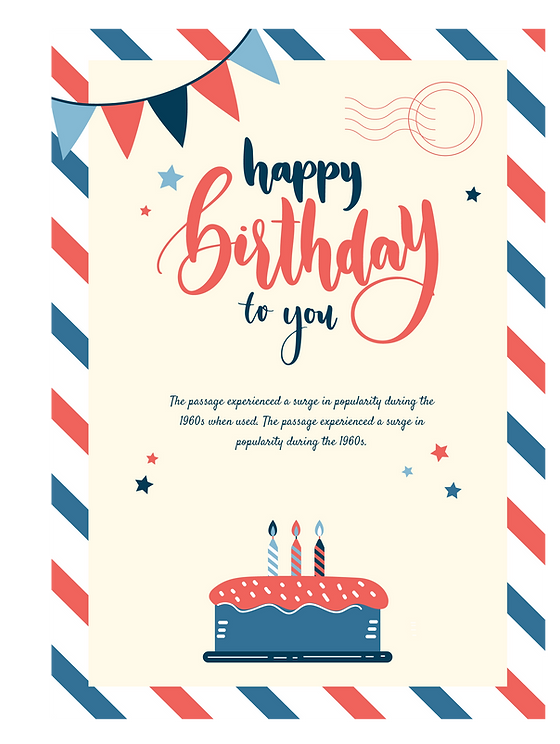 happy
birthday
to you
The passage experienced a surge in popularity during the
1960s when used. The passage experienced a surge in
popularity during the 1960s.